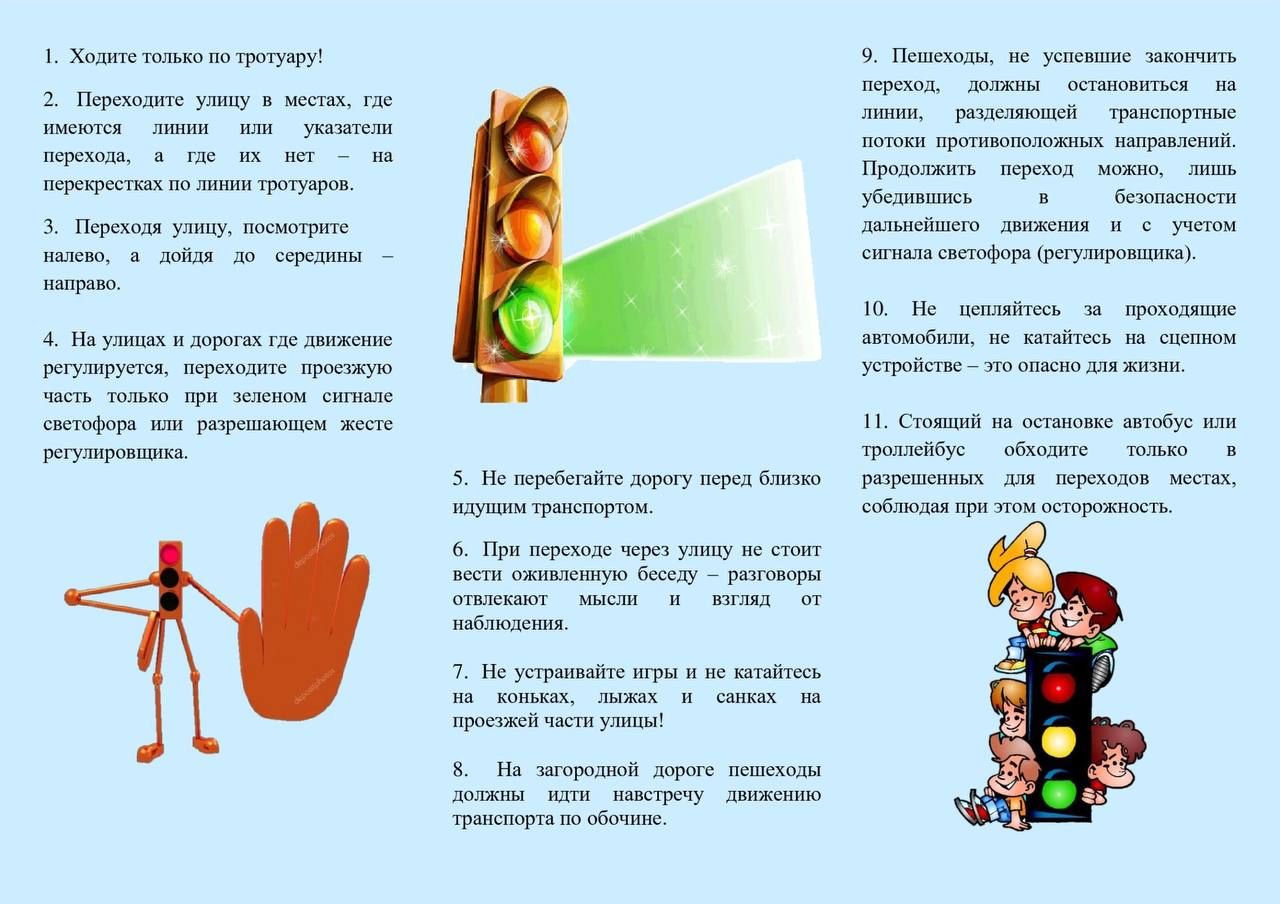 1. Ходите только по тротуару!
2. Переходите улицу в местах, где
имеются линии или указатели
перехода, а где их нет – на
перекрестках по линии тротуаров.
3. Переходя улицу, посмотрите
налево, а дойдя до середины –
направо.
4. На улицах и дорогах где движение
регулируется, переходите проезжую
часть только при зеленом сигнале
светофора или разрешающем жесте
регулировщика.
depositphotos
depositphotos
5. Не перебегайте дорогу перед близко
идущим транспортом.
6. При переходе через улицу не стоит
вести оживленную беседу – разговоры
отвлекают мысли и взгляд от
наблюдения.
7. Не устраивайте игры и не катайтесь
на коньках, лыжах и санках на
проезжей части улицы!
8. На загородной дороге пешеходы
должны идти навстречу движению
транспорта по обочине.
9. Пешеходы, не успевшие закончить
переход, должны остановиться на
линии, разделяющей транспортные
потоки противоположных направлений.
Продолжить переход можно, лишь
убедившись в безопасности
дальнейшего движения и с учетом
сигнала светофора (регулировщика).
10. Не цепляйтесь за проходящие
автомобили, не катайтесь на сцепном
устройстве – это опасно для жизни.
11. Стоящий на остановке автобус или
троллейбус обходите только в
разрешенных для переходов местах,
соблюдая при этом осторожность.